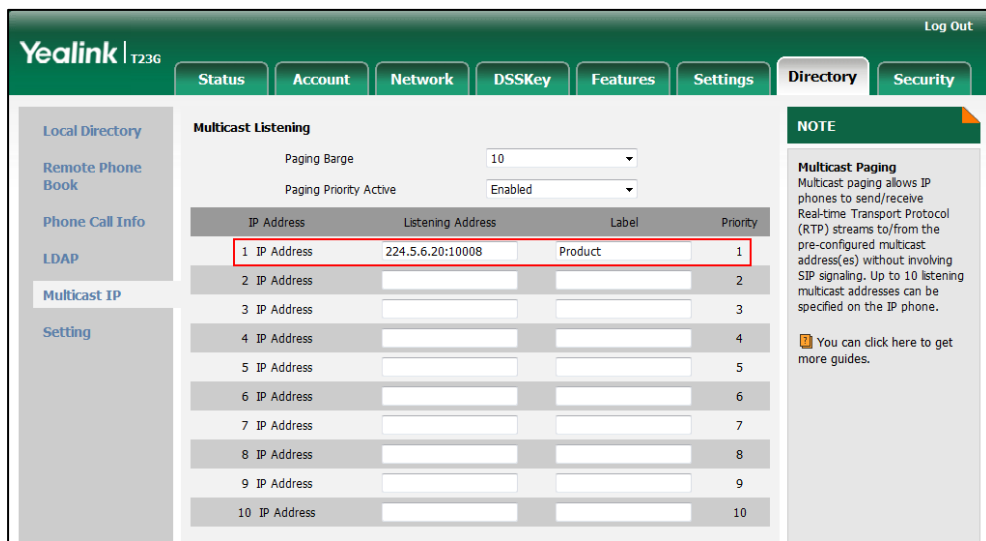 Log Out
Yealink T23G
Status Account Network DSSKey Features Settings Directory Security
Local Directory
Remote Phone
Book
Phone Call Info
LDAP
Multicast IP
Setting
Multicast Listening
Paging Barge 10
Paging Priority Active Enabled
IP Address Listening Address Label Priority
1 IP Address 224.5.6.20:10008 Product 1
2 IP Address 2
3 IP Address 3
4 IP Address 4
5 IP Address 5
6 IP Address 6
7 IP Address 7
8 IP Address 8
9 IP Address 9
10 IP Address 10
NOTE
Multicast Paging
Multicast paging allows IP
phones to send/receive
Real-time Transport Protocol
(RTP) streams to/from the
pre-configured multicast
address(es) without involving
SIP signaling. Up to 10 listening
multicast addresses can be
specified on the IP phone.
You can click here to get
more guides.